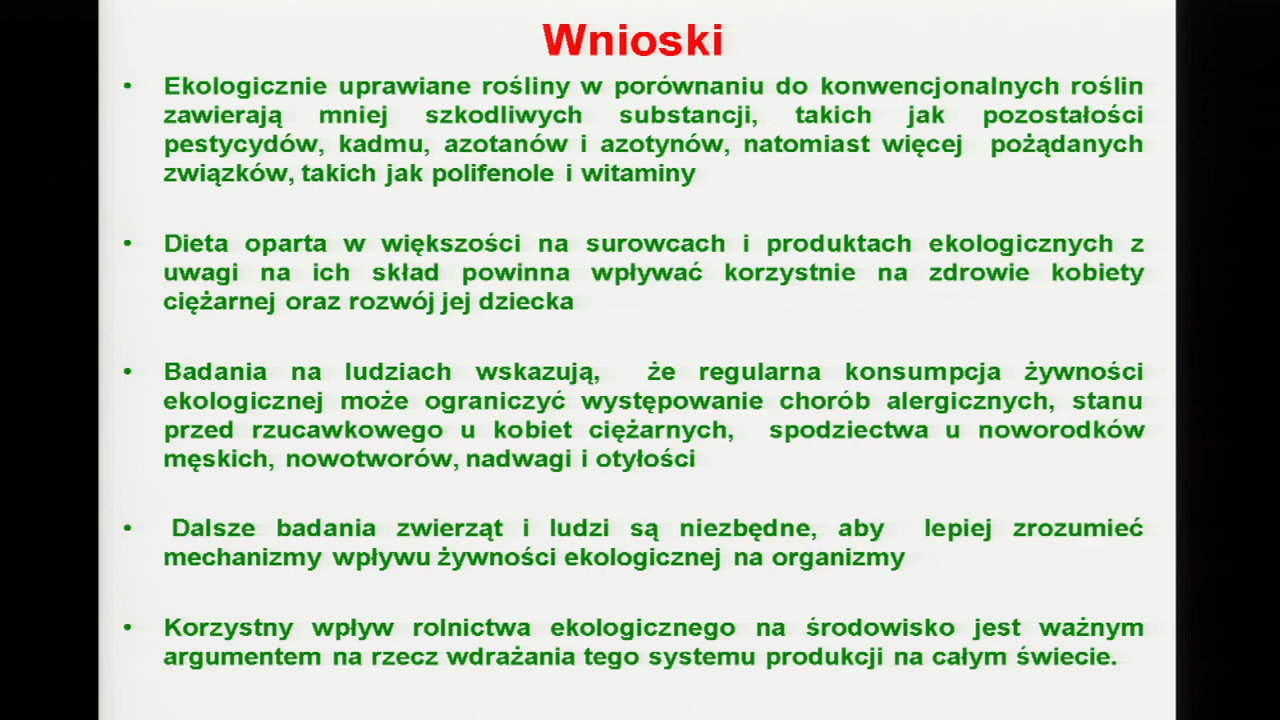 Wnioski
• Ekologicznie uprawiane rośliny w porównaniu do konwencjonalnych roślin
zawierają mniej szkodliwych substancji, takich jak pozostałości
pestycydów, kadmu, azotanów i azotynów, natomiast więcej pożądanych
związków, takich jak polifenole i witaminy
• Dieta oparta w większości na surowcach i produktach ekologicznych z
uwagi na ich skład powinna wpływać korzystnie na zdrowie kobiety
ciężarnej oraz rozwój jej dziecka
• Badania na ludziach wskazują, że regularna konsumpcja żywności
ekologicznej może ograniczyć występowanie chorób alergicznych, stanu
przed rzucawkowego u kobiet ciężarnych, spodziectwa u noworodków
męskich, nowotworów, nadwagi i otyłości
• Dalsze badania zwierząt i ludzi są niezbędne, aby lepiej zrozumieć
mechanizmy wpływu żywności ekologicznej na organizmy
• Korzystny wpływ rolnictwa ekologicznego na środowisko jest ważnym
argumentem na rzecz wdrażania tego systemu produkcji na całym świecie.